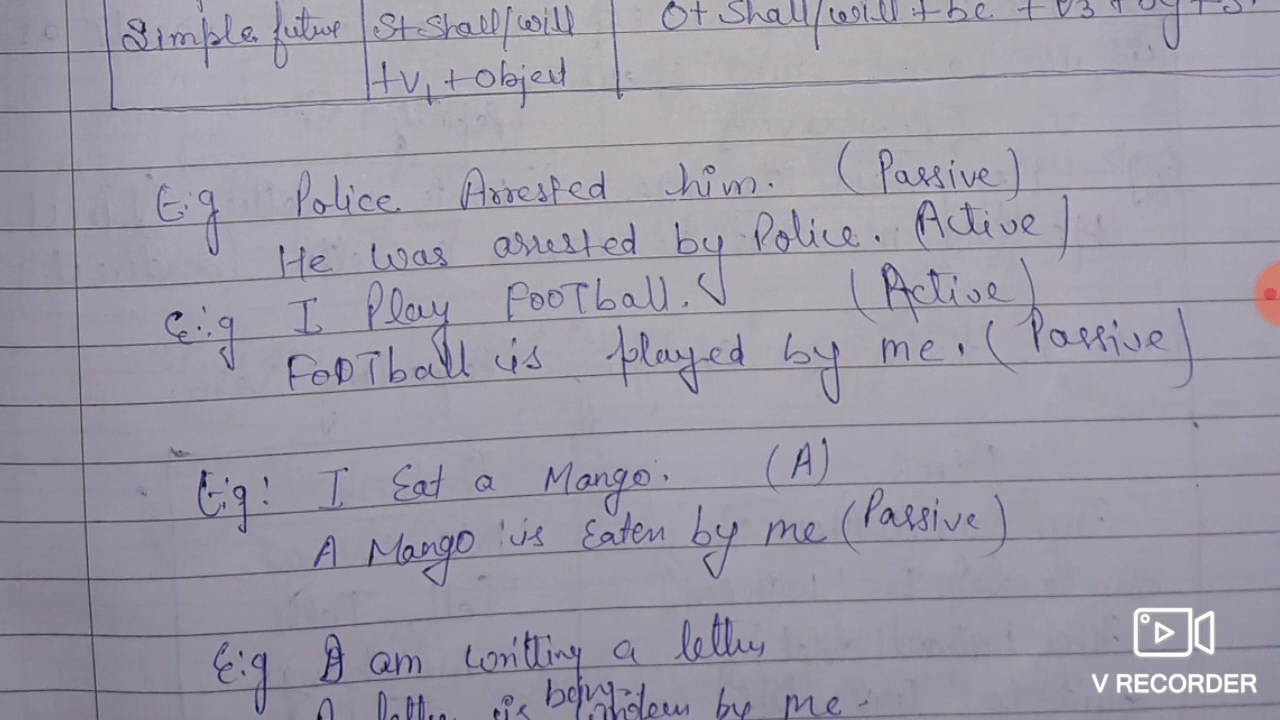 Simple future | S+shall/will | O+ shall/will + be + V3 + by + S
+V1 + object
E.g Police Arrested him. (Passive)
He was arrested by Police. (Active)
E.g I Play FOOTball. (Active)
FOOTball is played by me. (Passive)
E.g: I Eat a Mango. (A)
A Mango is Eaten by me (Passive)
E.g I am writting a letter
A letter is being by me.
V RECORDER